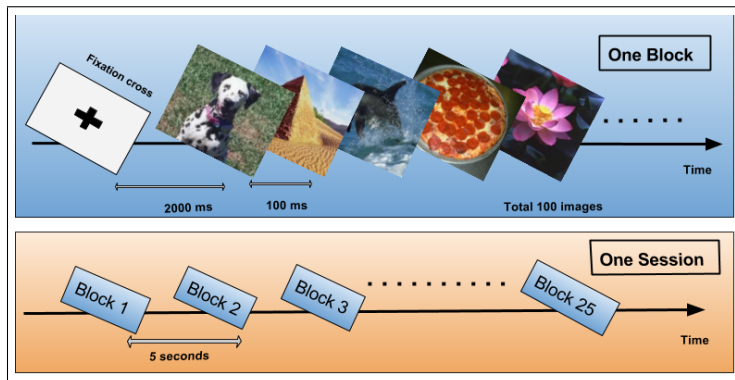 Fixation cross
One Block
Time
2000 ms
100 ms
Total 100 images
One Session
Block 1
Block 2
Block 3
Block 25
Time
5 seconds